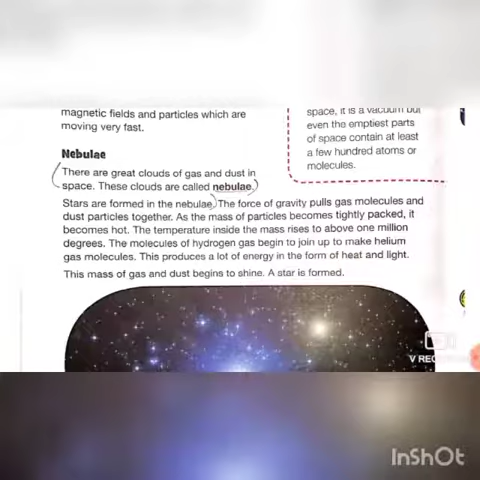 magnetic fields and particles which are
moving very fast.
space, it is a vacuum but
even the emptiest parts
of space contain at least
a few hundred atoms or
molecules.
Nebulae
There are great clouds of gas and dust in
space. These clouds are called nebulae.
Stars are formed in the nebulae. The force of gravity pulls gas molecules and
dust particles together. As the mass of particles becomes tightly packed, it
becomes hot. The temperature inside the mass rises to above one million
degrees. The molecules of hydrogen gas begin to join up to make helium
gas molecules. This produces a lot of energy in the form of heat and light.
This mass of gas and dust begins to shine. A star is formed.
InShOt